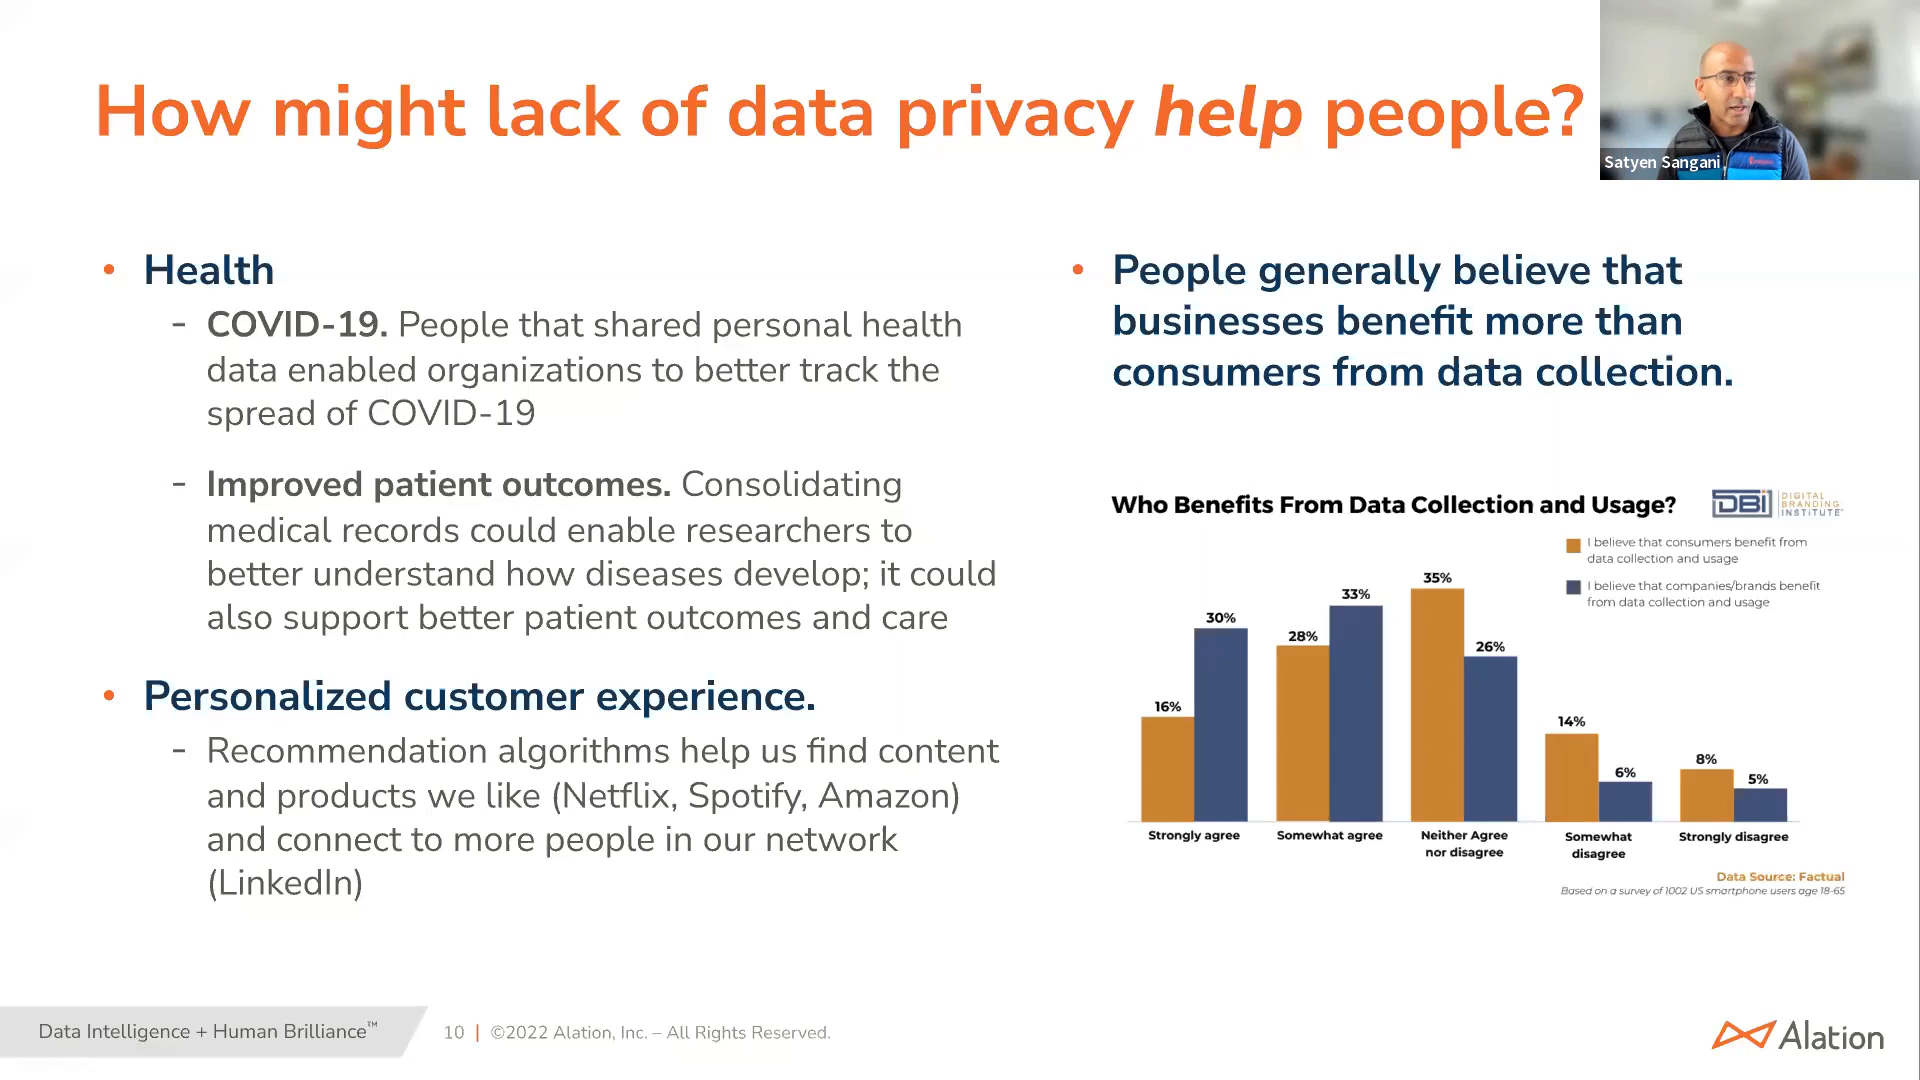 How might lack of data privacy help people?
Satyen Sangani
• Health
- COVID-19. People that shared personal health
data enabled organizations to better track the
spread of COVID-19
- Improved patient outcomes. Consolidating
medical records could enable researchers to
better understand how diseases develop; it could
also support better patient outcomes and care
• Personalized customer experience.
- Recommendation algorithms help us find content
and products we like (Netflix, Spotify, Amazon)
and connect to more people in our network
(LinkedIn)
• People generally believe that
businesses benefit more than
consumers from data collection.
Who Benefits From Data Collection and Usage?
DBI
DIGITAL
BRANDING
INSTITUTE
I believe that consumers benefit from
data collection and usage
I believe that companies/brands benefit
from data collection and usage
16%
30%
28%
33%
35%
26%
14%
6%
8%
5%
Strongly agree
Somewhat agree
Neither Agree
nor disagree
Somewhat
disagree
Strongly disagree
Data Source: Factual
Based on a survey of 1002 US smartphone users age 18-65
Data Intelligence + Human Brilliance™
10 | ©2022 Alation, Inc. – All Rights Reserved.
Alation